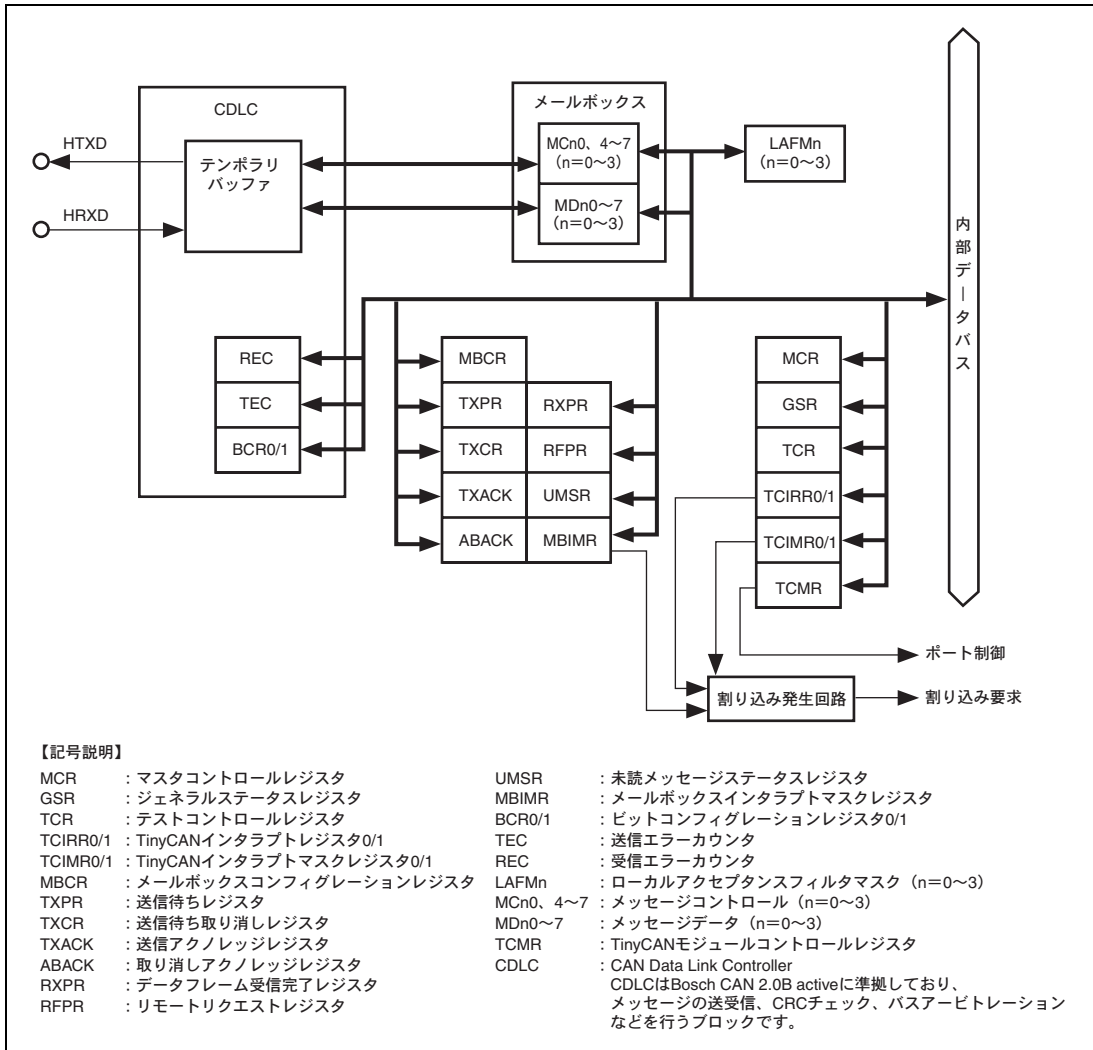 CDLC
HTXD
HRXD
テンポラリ
バッファ
メールボックス
MCn0、4～7
（n＝0～3）
MDn0～7
（n＝0～3）
LAFMn
（n＝0～3）
内部データバス
REC
TEC
BCR0/1
MBCR
TXPR
RXPR
TXCR
RFPR
TXACK
UMSR
ABACK
MBIMR
MCR
GSR
TCR
TCIRR0/1
TCIMR0/1
TCMR
ポート制御
割り込み発生回路
割り込み要求
【記号説明】
MCR ：マスタコントロールレジスタ
GSR ：ジェネラルステータスレジスタ
TCR ：テストコントロールレジスタ
TCIRR0/1 ：TinyCANインタラプトレジスタ0/1
TCIMR0/1 ：TinyCANインタラプトマスクレジスタ0/1
MBCR ：メールボックスコンフィグレーションレジスタ
TXPR ：送信待ちレジスタ
TXCR ：送信待ち取り消しレジスタ
TXACK ：送信アクノレッジレジスタ
ABACK ：取り消しアクノレッジレジスタ
RXPR ：データフレーム受信完了レジスタ
RFPR ：リモートリクエストレジスタ
UMSR ：未読メッセージステータスレジスタ
MBIMR ：メールボックスインタラプトマスクレジスタ
BCR0/1 ：ビットコンフィグレーションレジスタ0/1
TEC ：送信エラーカウンタ
REC ：受信エラーカウンタ
LAFMn ：ローカルアクセプタンスフィルタマスク（n＝0～3）
MCn0、4～7 ：メッセージコントロール（n＝0～3）
MDn0～7 ：メッセージデータ（n＝0～3）
TCMR ：TinyCANモジュールコントロールレジスタ
CDLC ：CAN Data Link Controller
CDLCはBosch CAN 2.0B activeに準拠しており、
メッセージの送受信、CRCチェック、バスアービトレーション
などを行うブロックです。